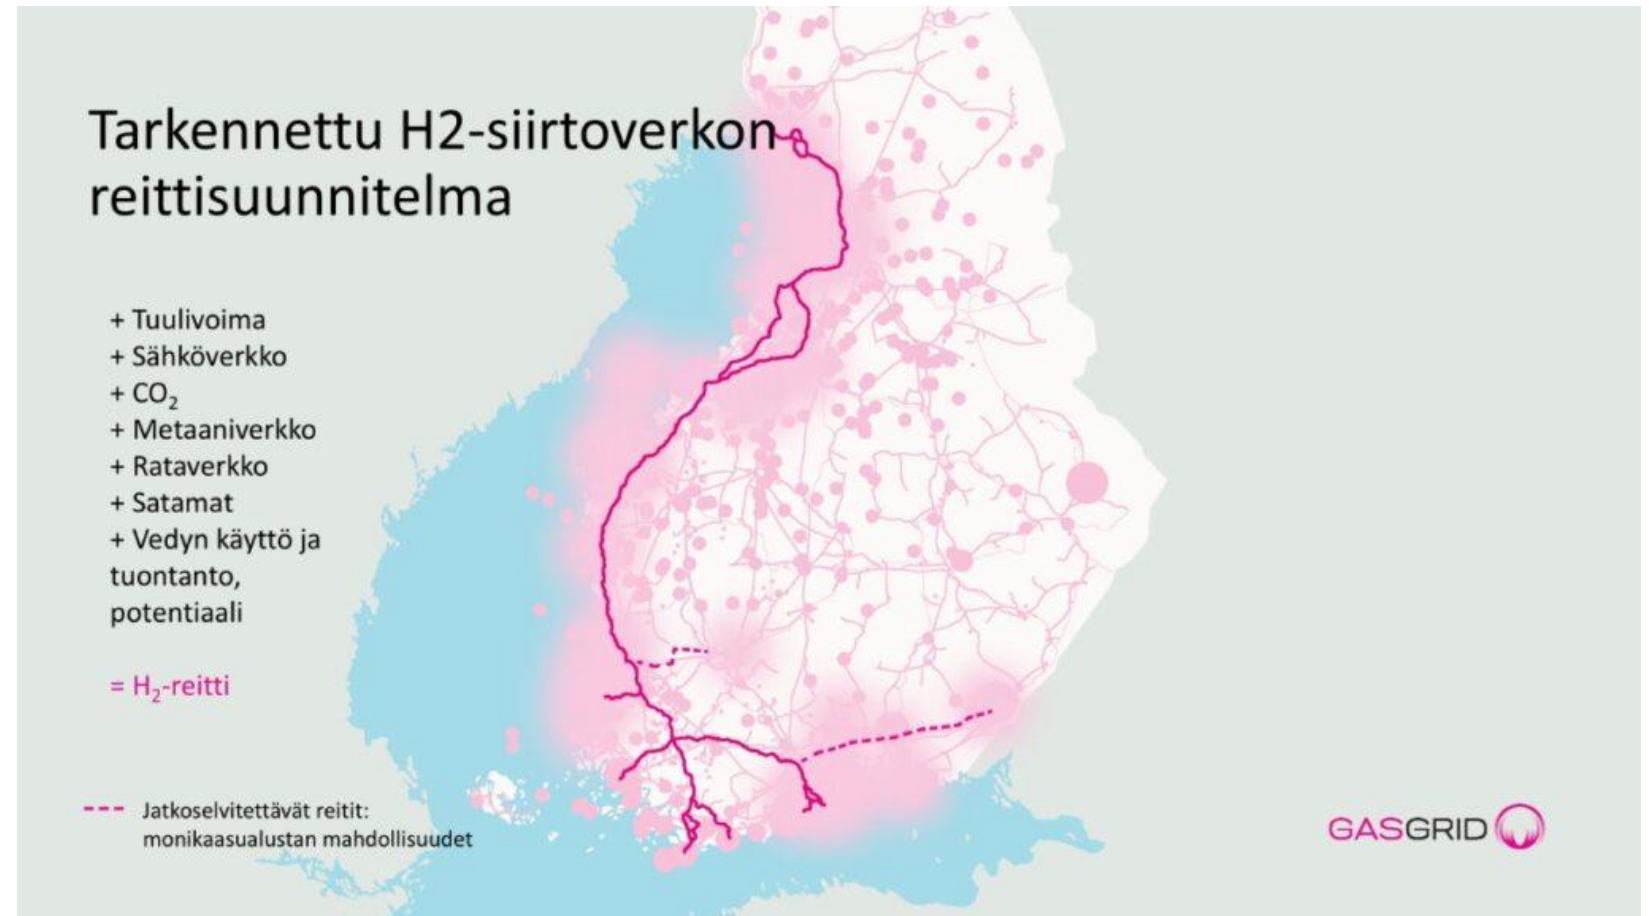 Tarkennettu H2-siirtoverkon
reittisuunnitelma
+ Tuulivoima
+ Sähköverkko
+ CO₂
+ Metaaniverkko
+ Rataverkko
+ Satamat
+ Vedyn käyttö ja
tuontanto,
potentiaali
= H₂-reitti
--- Jatkoselvitettävät reitit:
monikaasualustan mahdollisuudet
GASGRID